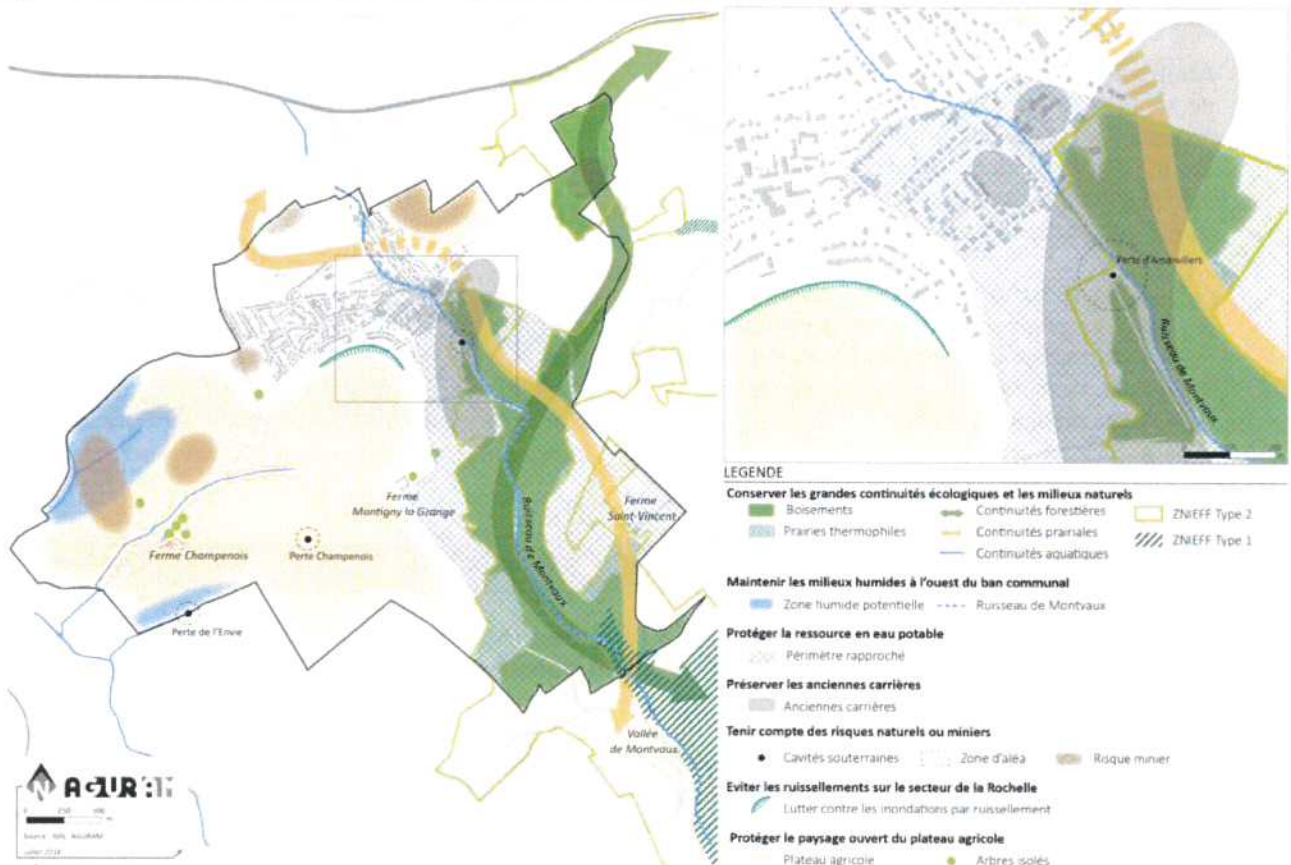 Ferme
Montigny la Grange
Ferme Champenois
Perte Champenois
Perte de l'Envie
Ruisseau de Montvaux
Ferme
Saint-Vincent
Vallée
de Montvaux
Perte d'Amanvillers
Ruisseau de Montvaux
N
LEGENDE
Conserver les grandes continuités écologiques et les milieux naturels
Boisements
Continuités forestières
ZNIEFF Type 2
Prairies thermophiles
Continuités prairiales
ZNIEFF Type 1
Continuités aquatiques
Maintenir les milieux humides à l'ouest du ban communal
Zone humide potentielle
Ruisseau de Montvaux
Protéger la ressource en eau potable
Périmètre rapproché
Préserver les anciennes carrières
Anciennes carrières
Tenir compte des risques naturels ou miniers
Cavités souterraines
Zone d'aléa
Risque minier
Eviter les ruissellements sur le secteur de la Rochelle
Lutter contre les inondations par ruissellement
Protéger le paysage ouvert du plateau agricole
Plateau agricole
Arbres isolés